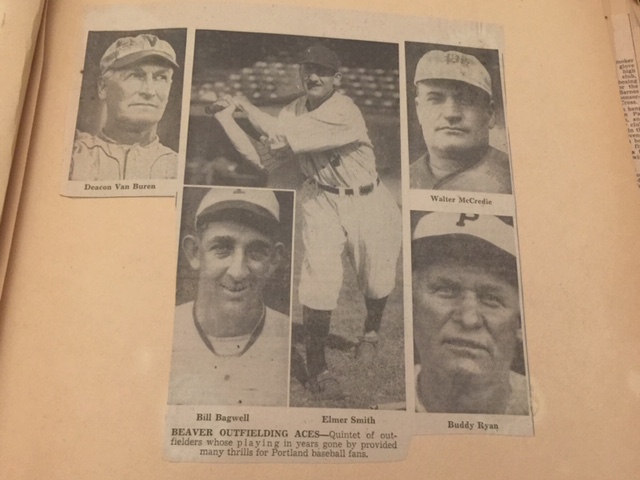 Deacon Van Buren
Walter McCredie
P
Bill Bagwell
Elmer Smith
Buddy Ryan
BEAVER OUTFIELDING ACES—Quintet of out-
fielders whose playing in years gone by provided
many thrills for Portland baseball fans.